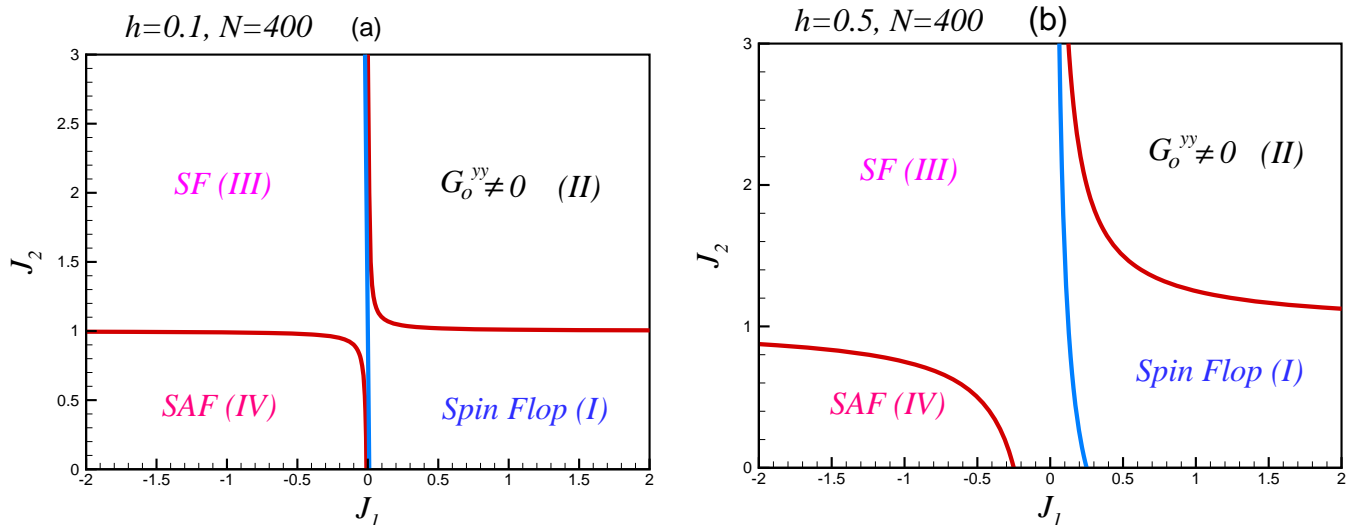 h=0.1, N=400 (a)
3
2.5
2
1.5
1
0.5
0
J2
SF (III)
Go^yy≠0 (II)
SAF (IV)
Spin Flop (I)
-2 -1.5 -1 -0.5 0 0.5 1 1.5 2
J1
h=0.5, N=400 (b)
3
2
1
0
J2
SF (III)
Go^yy≠0 (II)
SAF (IV)
Spin Flop (I)
-2 -1.5 -1 -0.5 0 0.5 1 1.5 2
J1